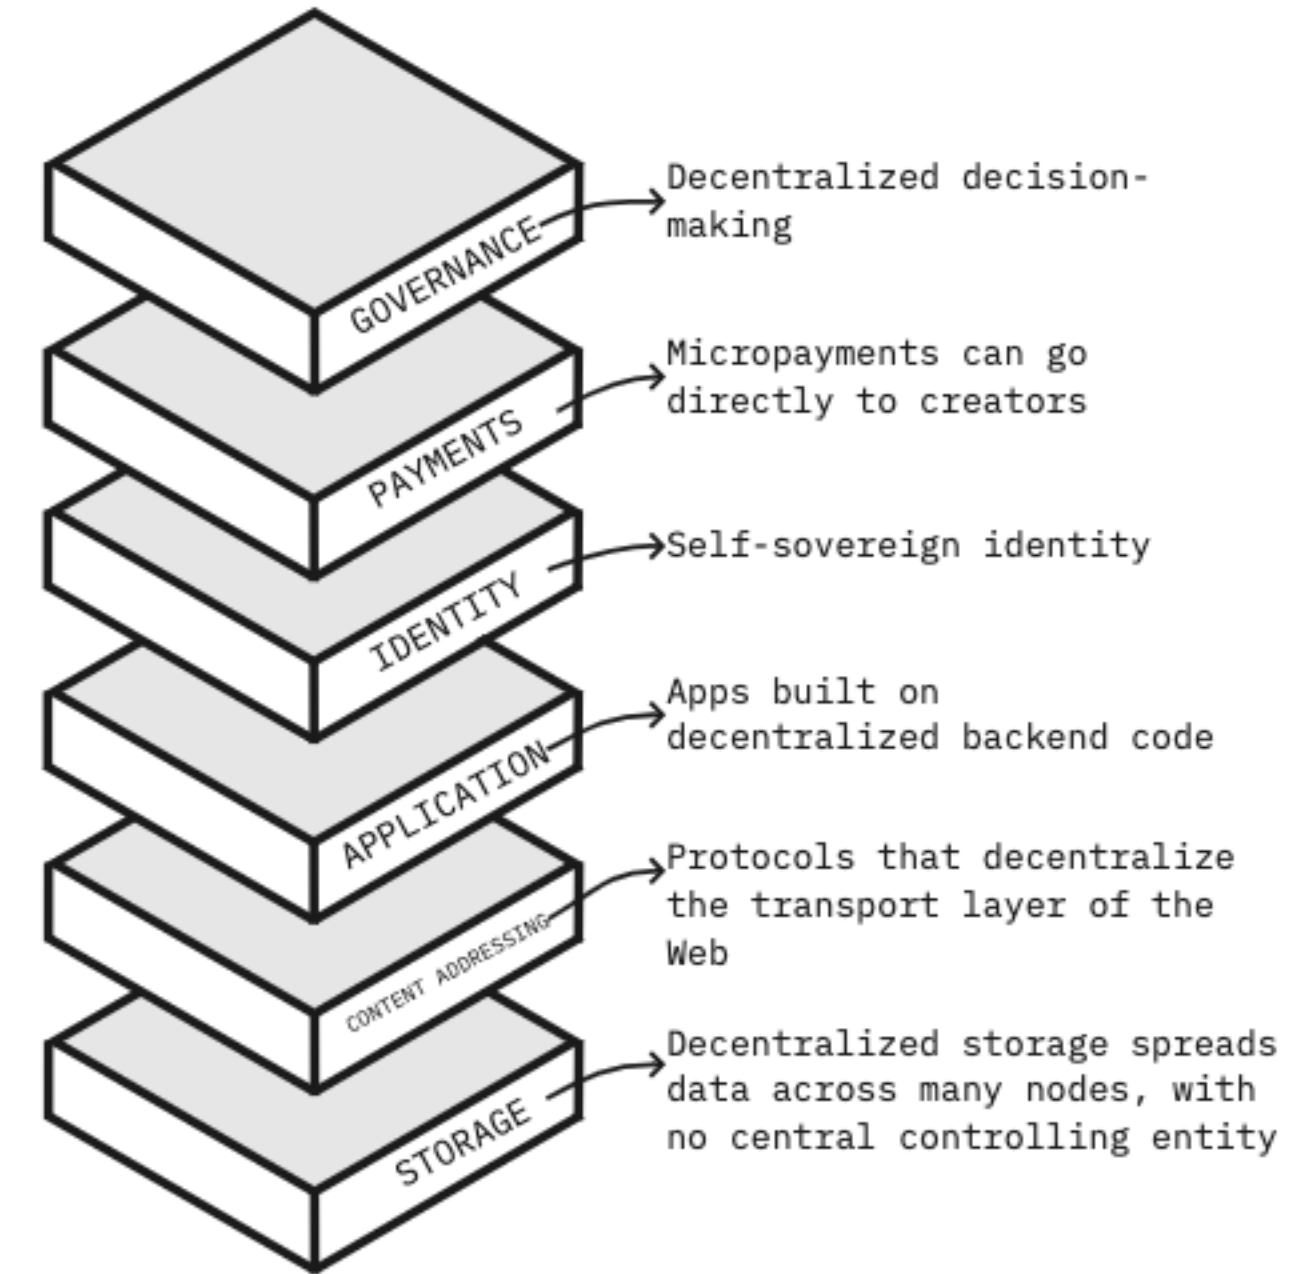 GOVERNANCE
Decentralized decision-
making
PAYMENTS
Micropayments can go
directly to creators
IDENTITY
Self-sovereign identity
APPLICATION
Apps built on
decentralized backend code
CONTENT ADDRESSING
Protocols that decentralize
the transport layer of the
Web
STORAGE
Decentralized storage spreads
data across many nodes, with
no central controlling entity